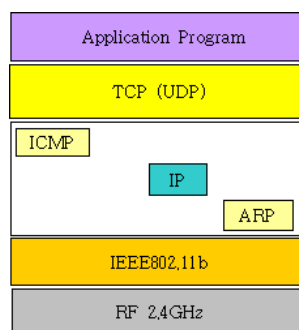 Application Program
TCP (UDP)
ICMP
IP
ARP
IEEE802.11b
RF 2.4GHz